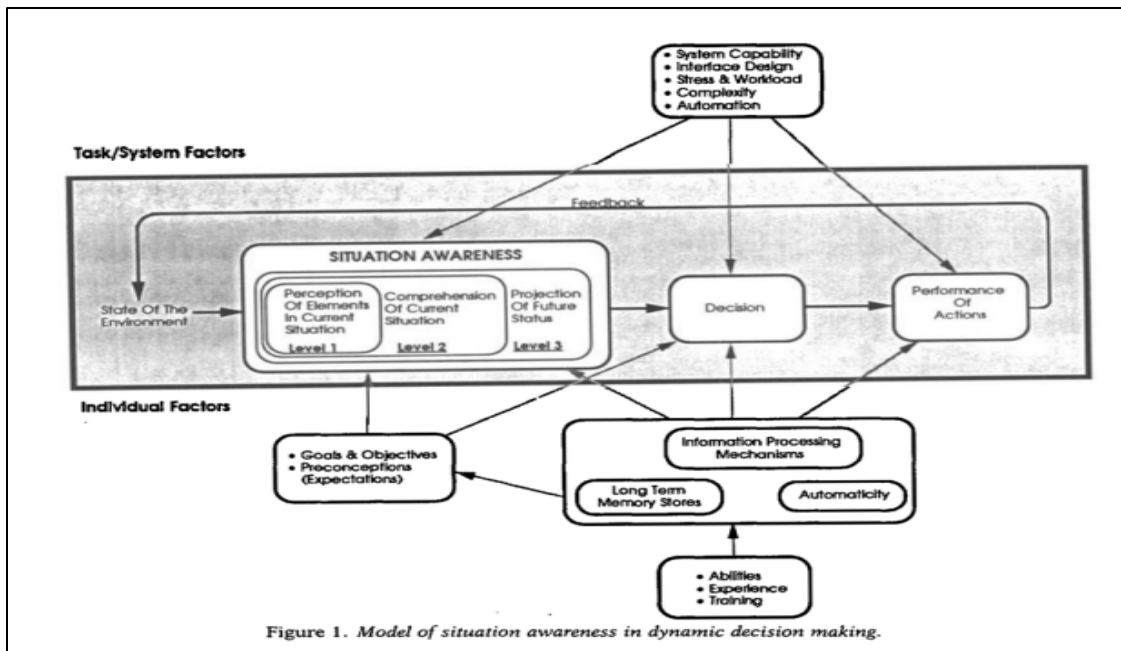 • System Capability
• Interface Design
• Stress & Workload
• Complexity
• Automation
Task/System Factors
Feedback
SITUATION AWARENESS
State Of The
Environment
Perception
Of Elements
In Current
Situation
Level 1
Comprehension
Of Current
Situation
Level 2
Projection
Of Future
Status
Level 3
Decision
Performance
Of
Actions
Individual Factors
• Goals & Objectives
• Preconceptions
(Expectations)
Information Processing
Mechanisms
Long Term
Memory Stores
Automaticity
• Abilities
• Experience
• Training
Figure 1. Model of situation awareness in dynamic decision making.